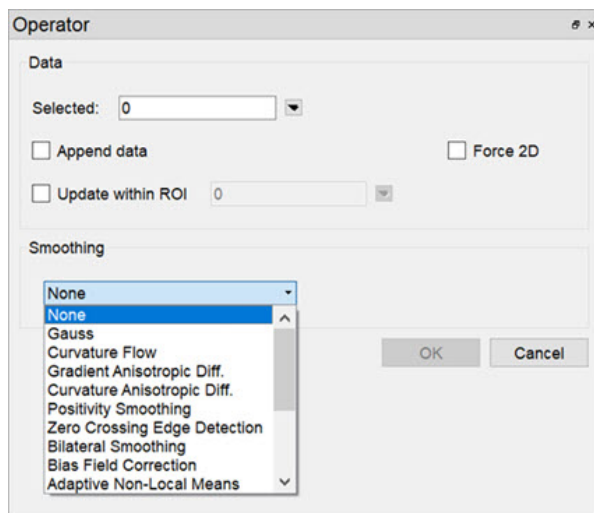 Operator
Data
Selected: 0
Append data Force 2D
Update within ROI 0
Smoothing
None
None
Gauss
Curvature Flow
Gradient Anisotropic Diff.
Curvature Anisotropic Diff.
Positivity Smoothing
Zero Crossing Edge Detection
Bilateral Smoothing
Bias Field Correction
Adaptive Non-Local Means
OK Cancel